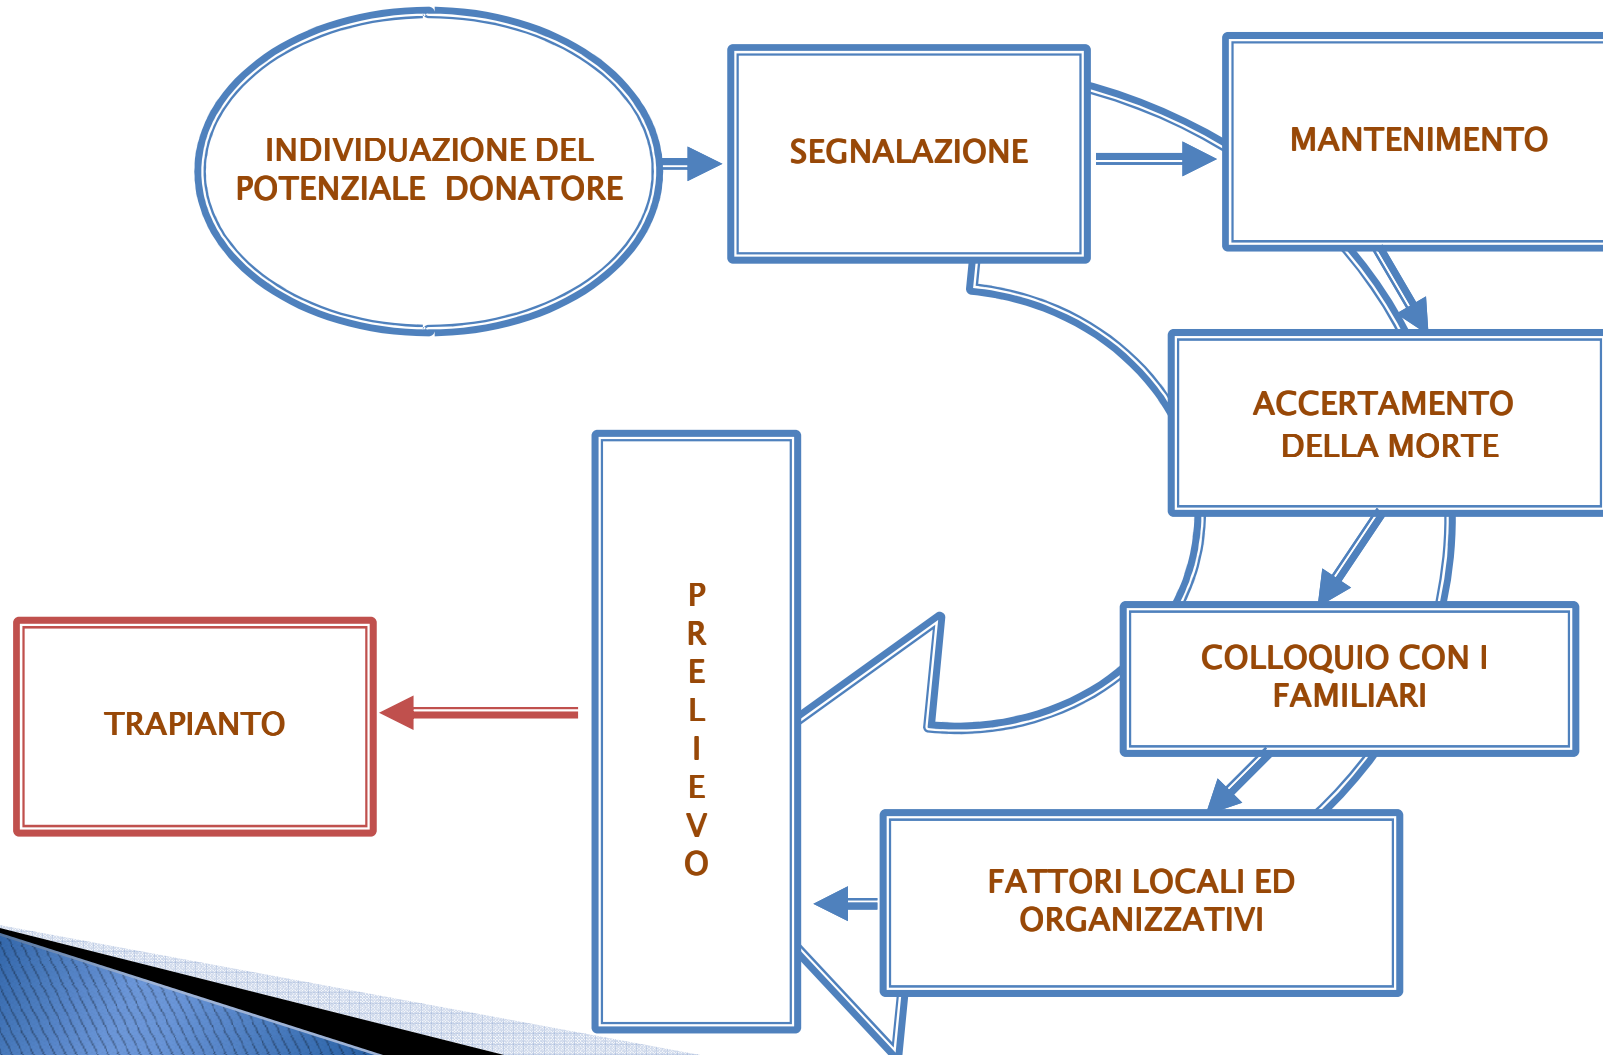 INDIVIDUAZIONE DEL
POTENZIALE DONATORE
SEGNALAZIONE
MANTENIMENTO
ACCERTAMENTO
DELLA MORTE
COLLOQUIO CON I
FAMILIARI
FATTORI LOCALI ED
ORGANIZZATIVI
P
R
E
L
I
E
V
O
TRAPIANTO